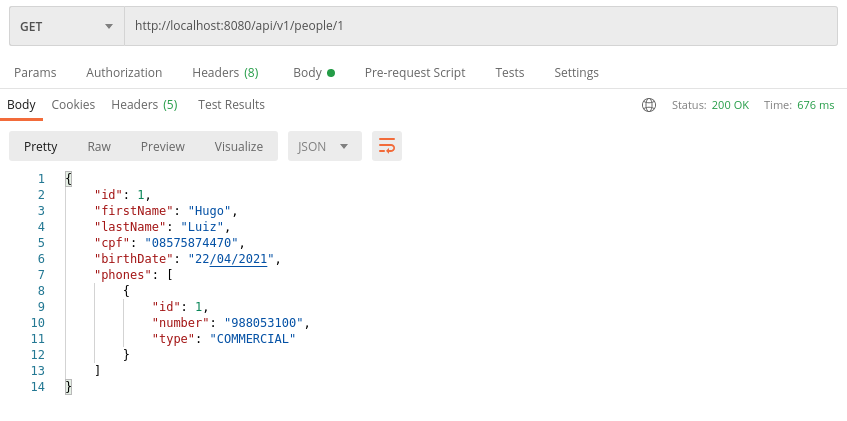 GET http://localhost:8080/api/v1/people/1
Params Authorization Headers (8) Body Pre-request Script Tests Settings
Body Cookies Headers (5) Test Results Status: 200 OK Time: 676 ms
Pretty Raw Preview Visualize JSON
1 {
2 "id": 1,
3 "firstName": "Hugo",
4 "lastName": "Luiz",
5 "cpf": "08575874470",
6 "birthDate": "22/04/2021",
7 "phones": [
8 {
9 "id": 1,
10 "number": "988053100",
11 "type": "COMMERCIAL"
12 }
13 ]
14 }